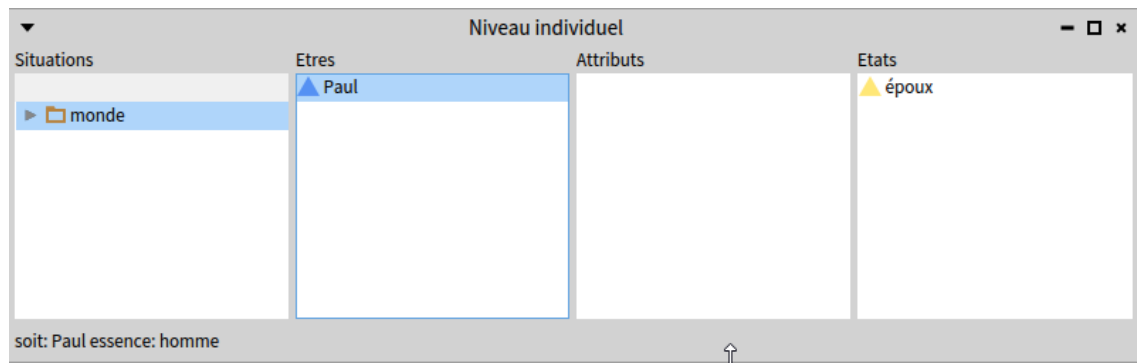 Niveau individuel
Situations Etres Attributs Etats
Paul époux
monde
soit: Paul essence: homme